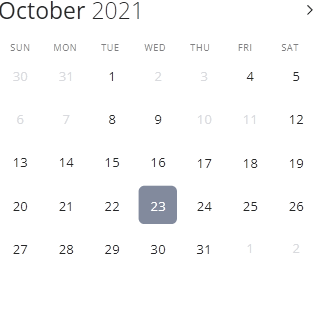 October 2021
SUN MON TUE WED THU FRI SAT
30 31 1 2 3 4 5
6 7 8 9 10 11 12
13 14 15 16 17 18 19
20 21 22 23 24 25 26
27 28 29 30 31 1 2